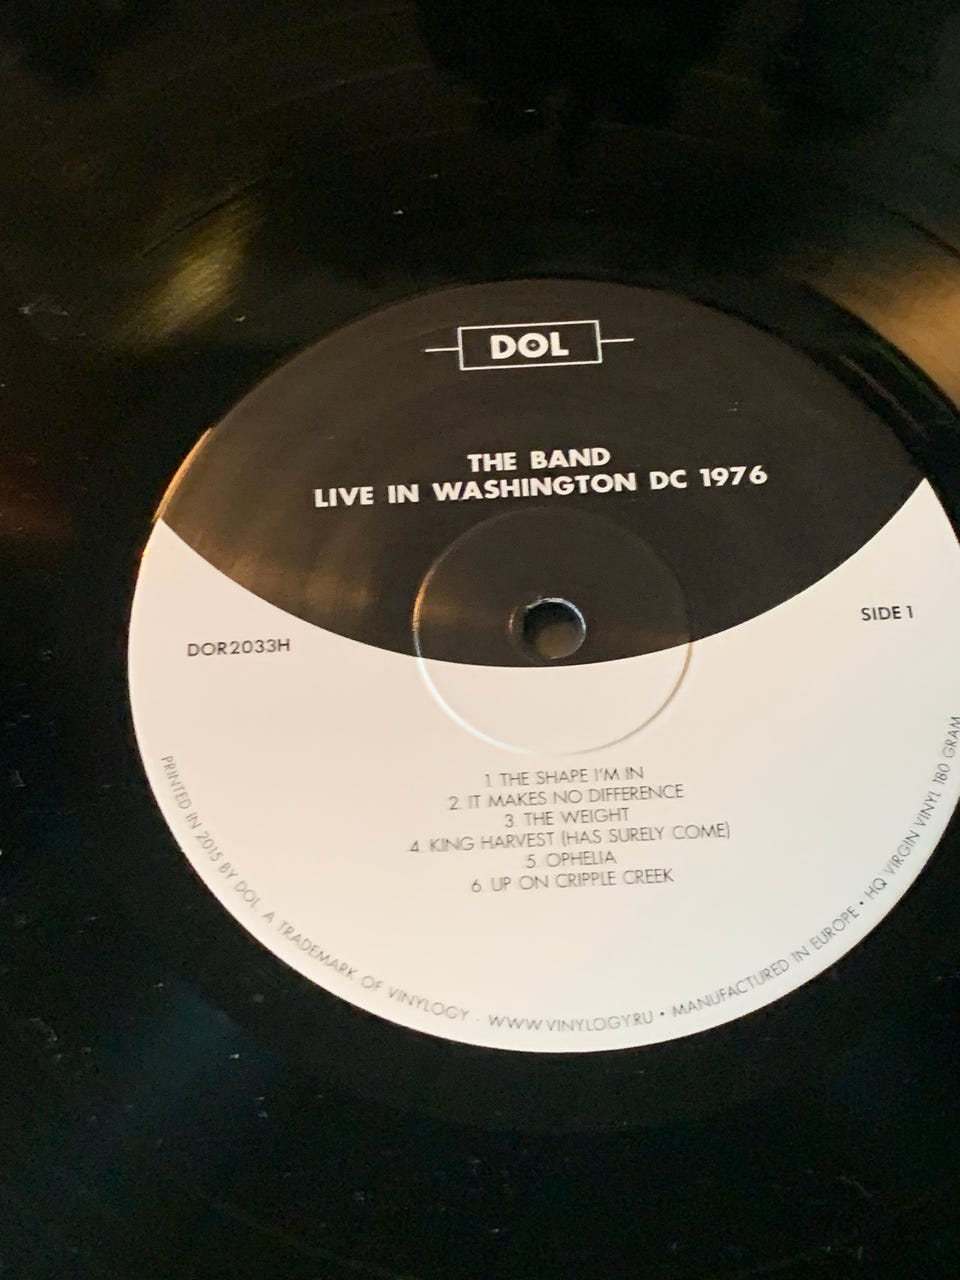 DOL
THE BAND
LIVE IN WASHINGTON DC 1976
DOR2033H
SIDE 1
1. THE SHAPE I'M IN
2. IT MAKES NO DIFFERENCE
3. THE WEIGHT
4. KING HARVEST (HAS SURELY COME)
5. OPHELIA
6. UP ON CRIPPLE CREEK
PRINTED IN 2015 BY DOL, A TRADEMARK OF VINYLOGY · WWW.VINYLOGY.RU • MANUFACTURED IN EUROPE • HQ VIRGIN VINYL 180 GRAM